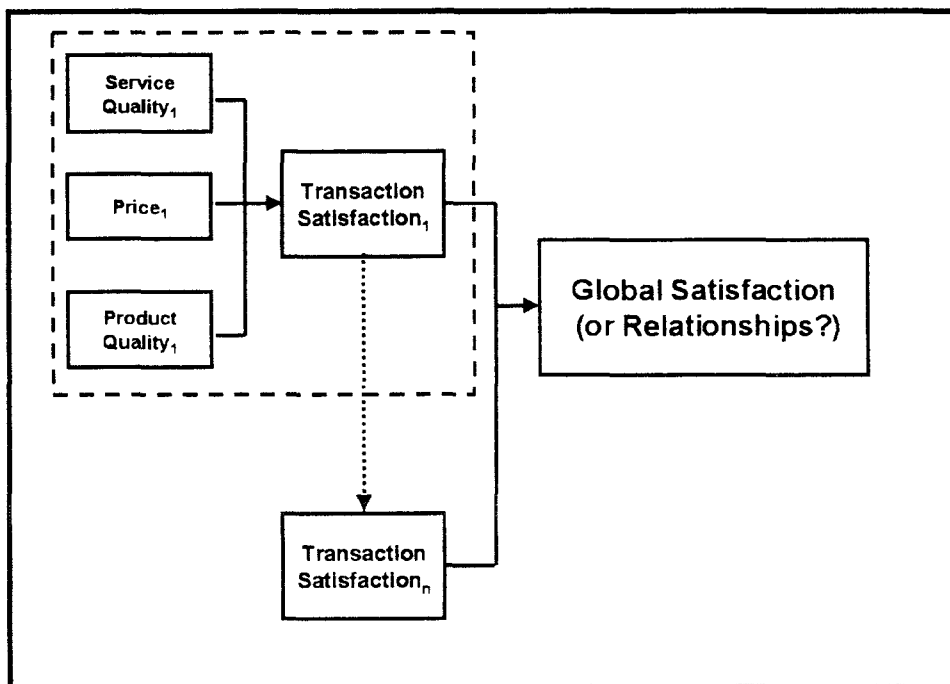 Service
Quality₁
Price₁
Transaction
Satisfaction₁
Product
Quality₁
Global Satisfaction
(or Relationships?)
Transaction
Satisfactionₙ